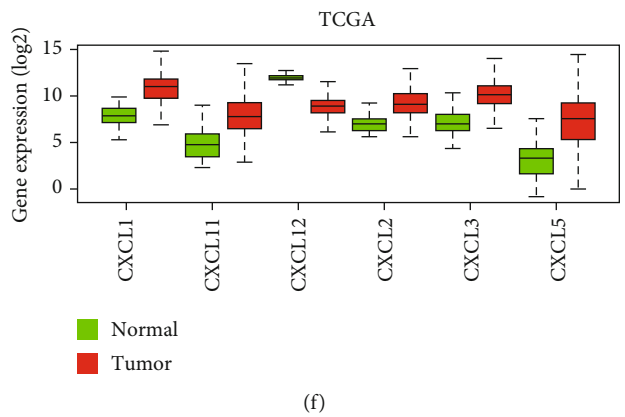 TCGA
Gene expression (log2)
15
10
5
0
CXCL1
CXCL11
CXCL12
CXCL2
CXCL3
CXCL5
Normal
Tumor
(f)